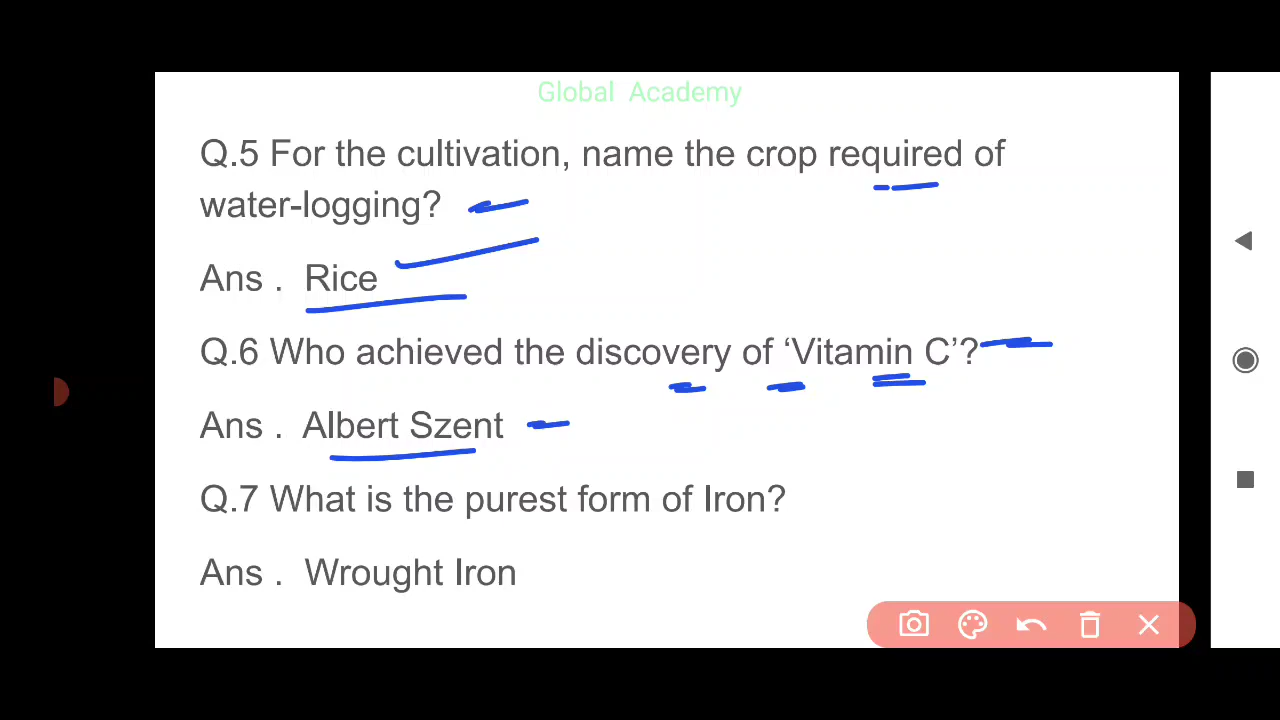 Global Academy
Q.5 For the cultivation, name the crop required of
water-logging?
Ans . Rice
Q.6 Who achieved the discovery of ‘Vitamin C’?
Ans . Albert Szent
Q.7 What is the purest form of Iron?
Ans . Wrought Iron